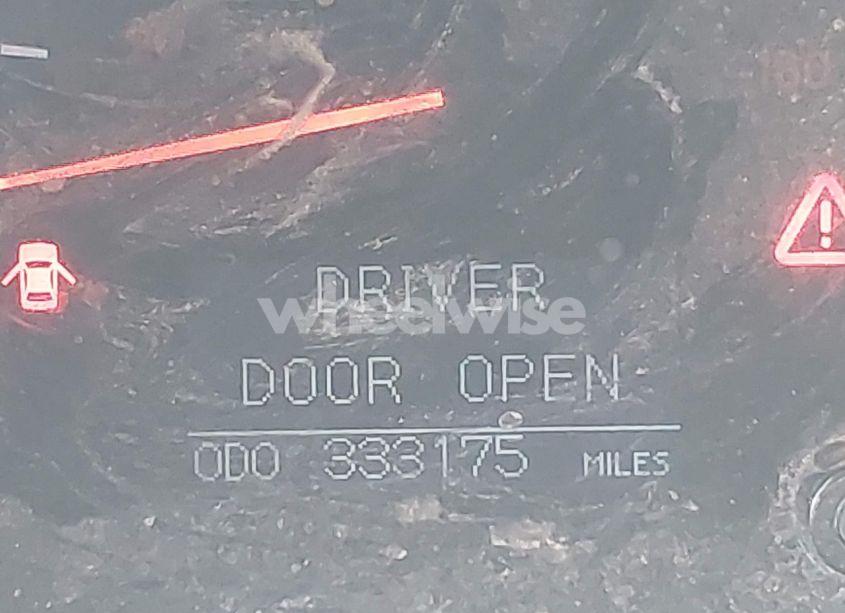 DRIVER
wheelwise
DOOR OPEN
ODO 333175 MILES